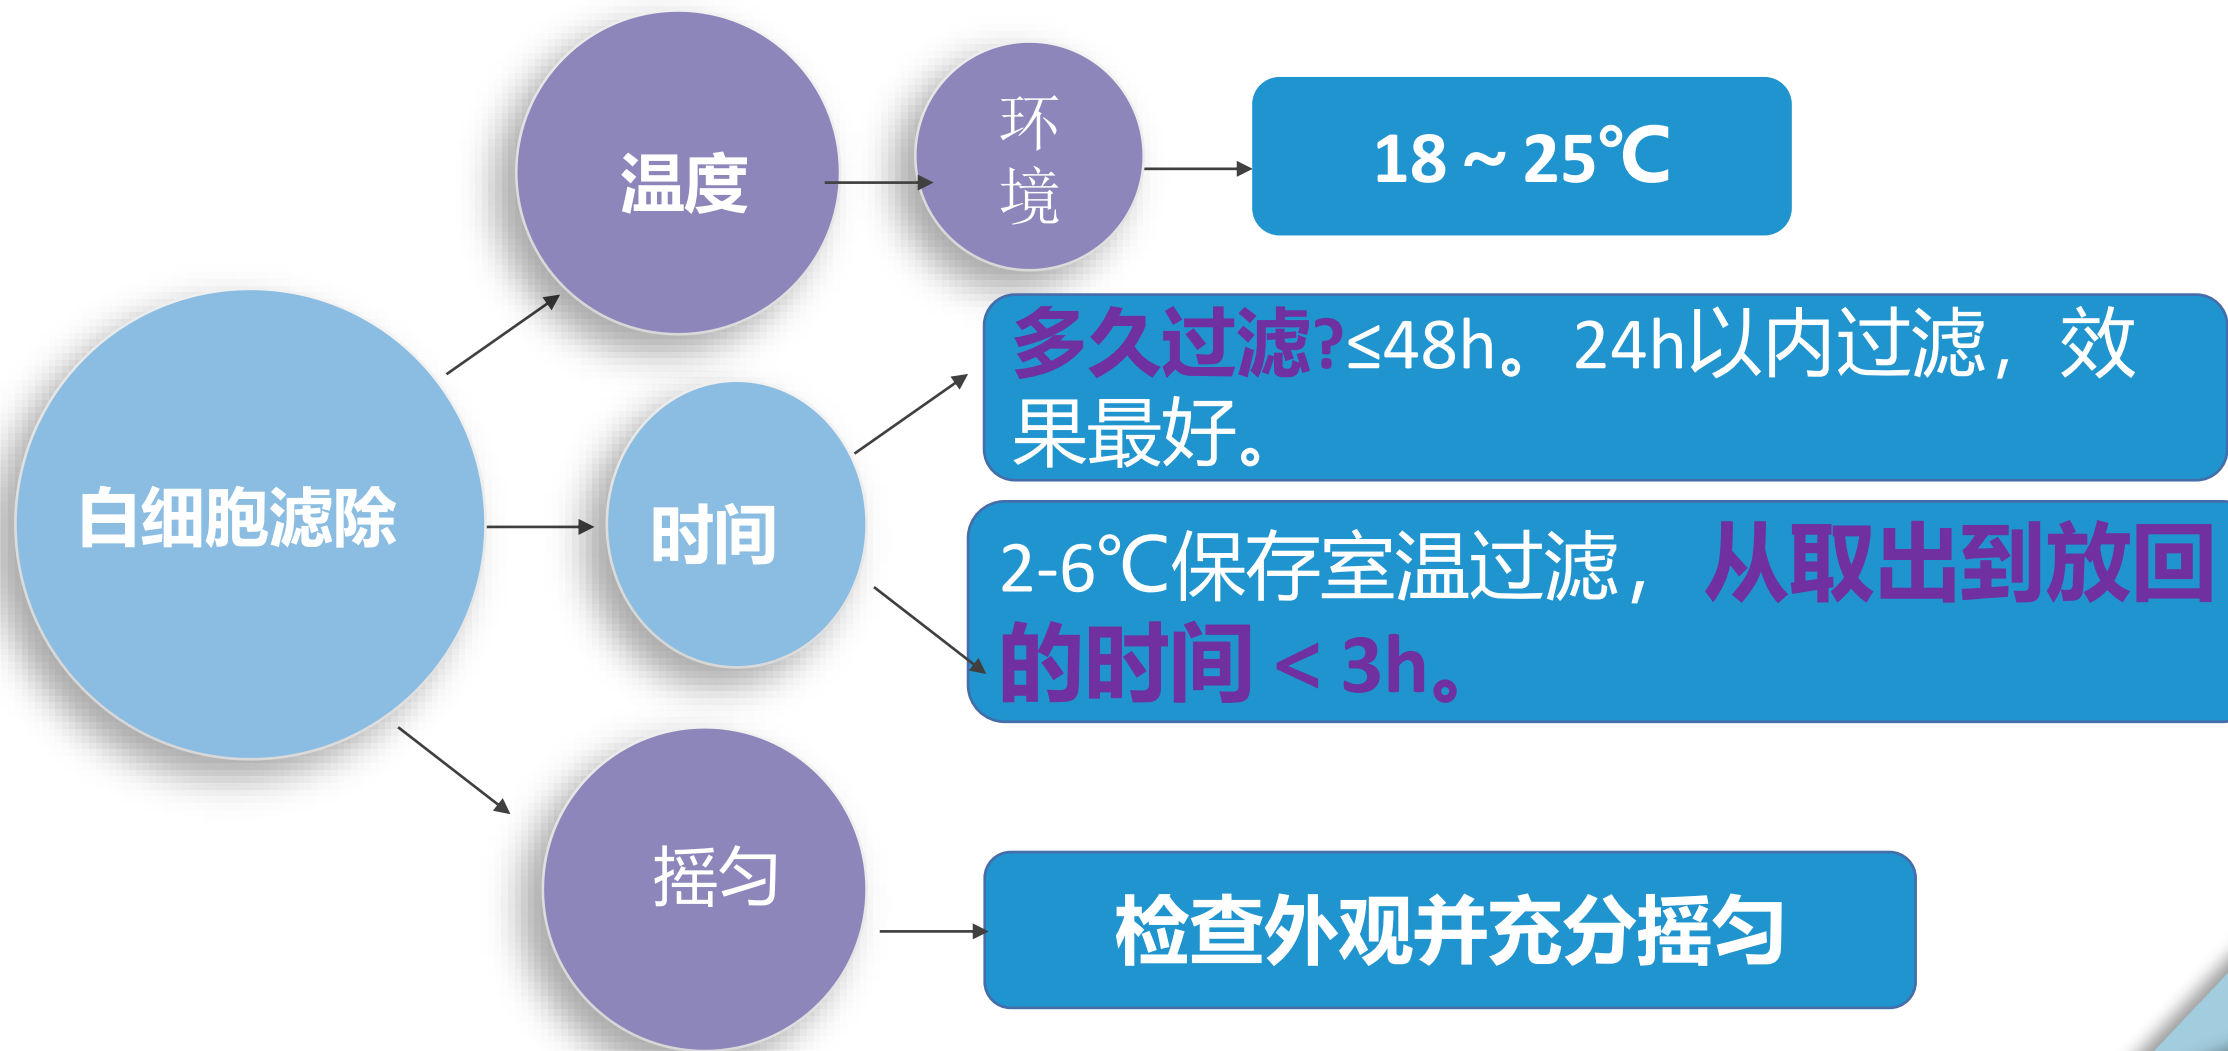 温度
环
境
18 ~ 25℃
白细胞滤除
时间
多久过滤?≤48h。24h以内过滤，效
果最好。
2-6℃保存室温过滤，从取出到放回
的时间 < 3h。
摇匀
检查外观并充分摇匀